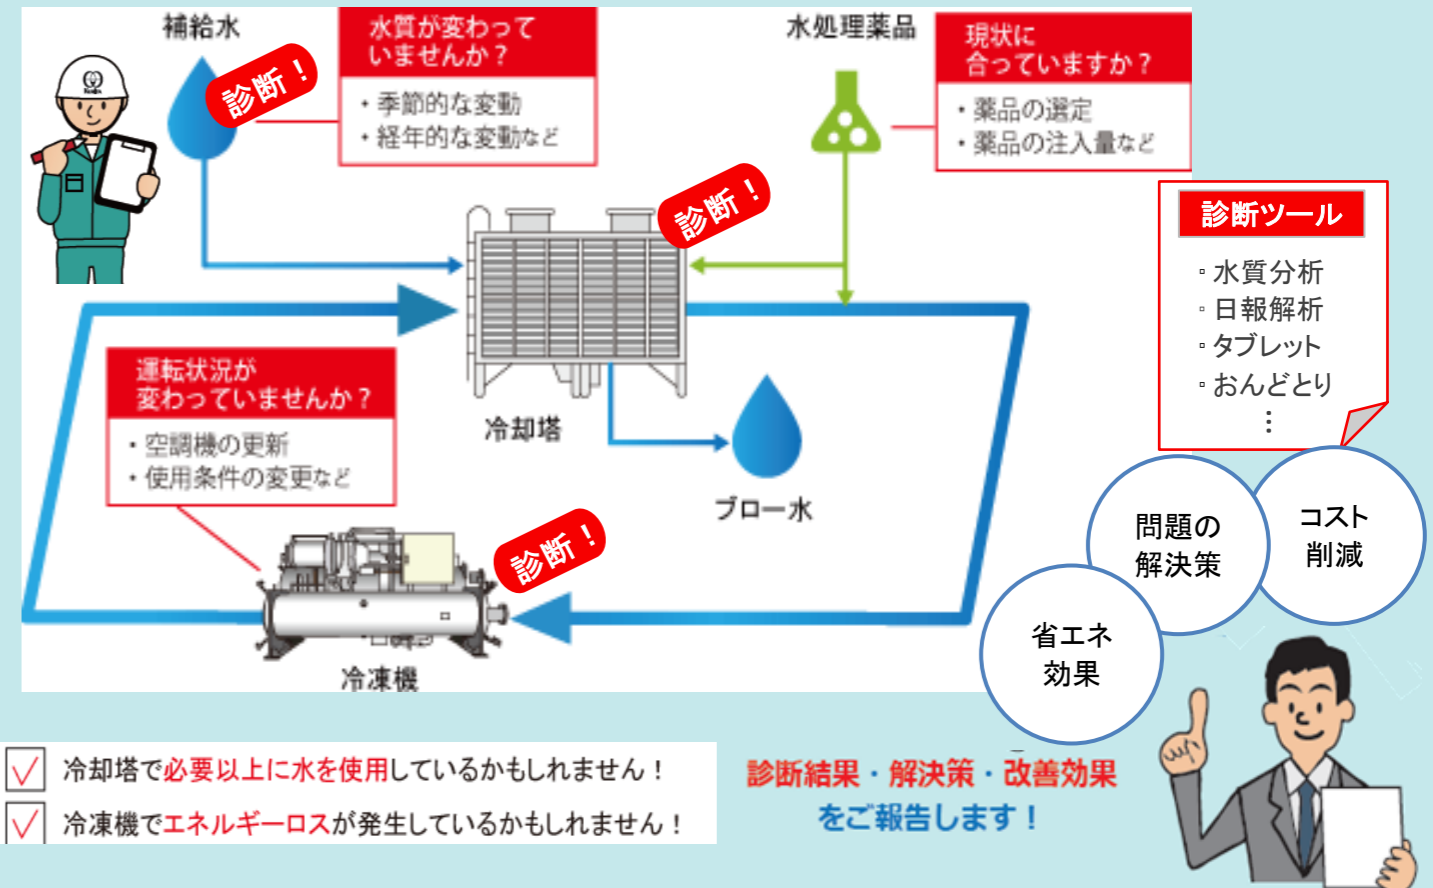 補給水
診断！
水質が変わって
いませんか？
・季節的な変動
・経年的な変動など
水処理薬品
現状に
合っていますか？
・薬品の選定
・薬品の注入量など
診断！
診断ツール
▫水質分析
▫日報解析
▫タブレット
▫おんどとり
⋮
運転状況が
変わっていませんか？
・空調機の更新
・使用条件の変更など
冷却塔
ブロー水
診断！
冷凍機
省エネ
効果
問題の
解決策
コスト
削減
冷却塔で必要以上に水を使用しているかもしれません！
冷凍機でエネルギーロスが発生しているかもしれません！
診断結果・解決策・改善効果
をご報告します！